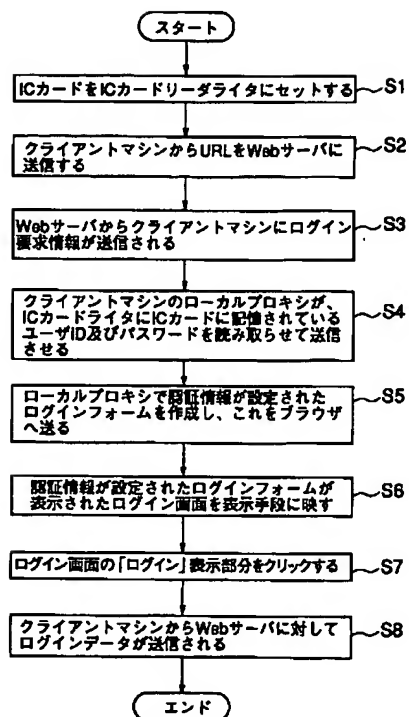 スタート
ICカードをICカードリーダライタにセットする
S1
クライアントマシンからURLをWebサーバに
送信する
S2
Webサーバからクライアントマシンにログイン
要求情報が送信される
S3
クライアントマシンのローカルプロキシが、
ICカードライタにICカードに記憶されている
ユーザID及びパスワードを読み取らせて送信
させる
S4
ローカルプロキシで認証情報が設定された
ログインフォームを作成し、これをブラウザ
へ送る
S5
認証情報が設定されたログインフォームが
表示されたログイン画面を表示手段に映す
S6
ログイン画面の「ログイン」表示部分をクリックする
S7
クライアントマシンからWebサーバに対して
ログインデータが送信される
S8
エンド